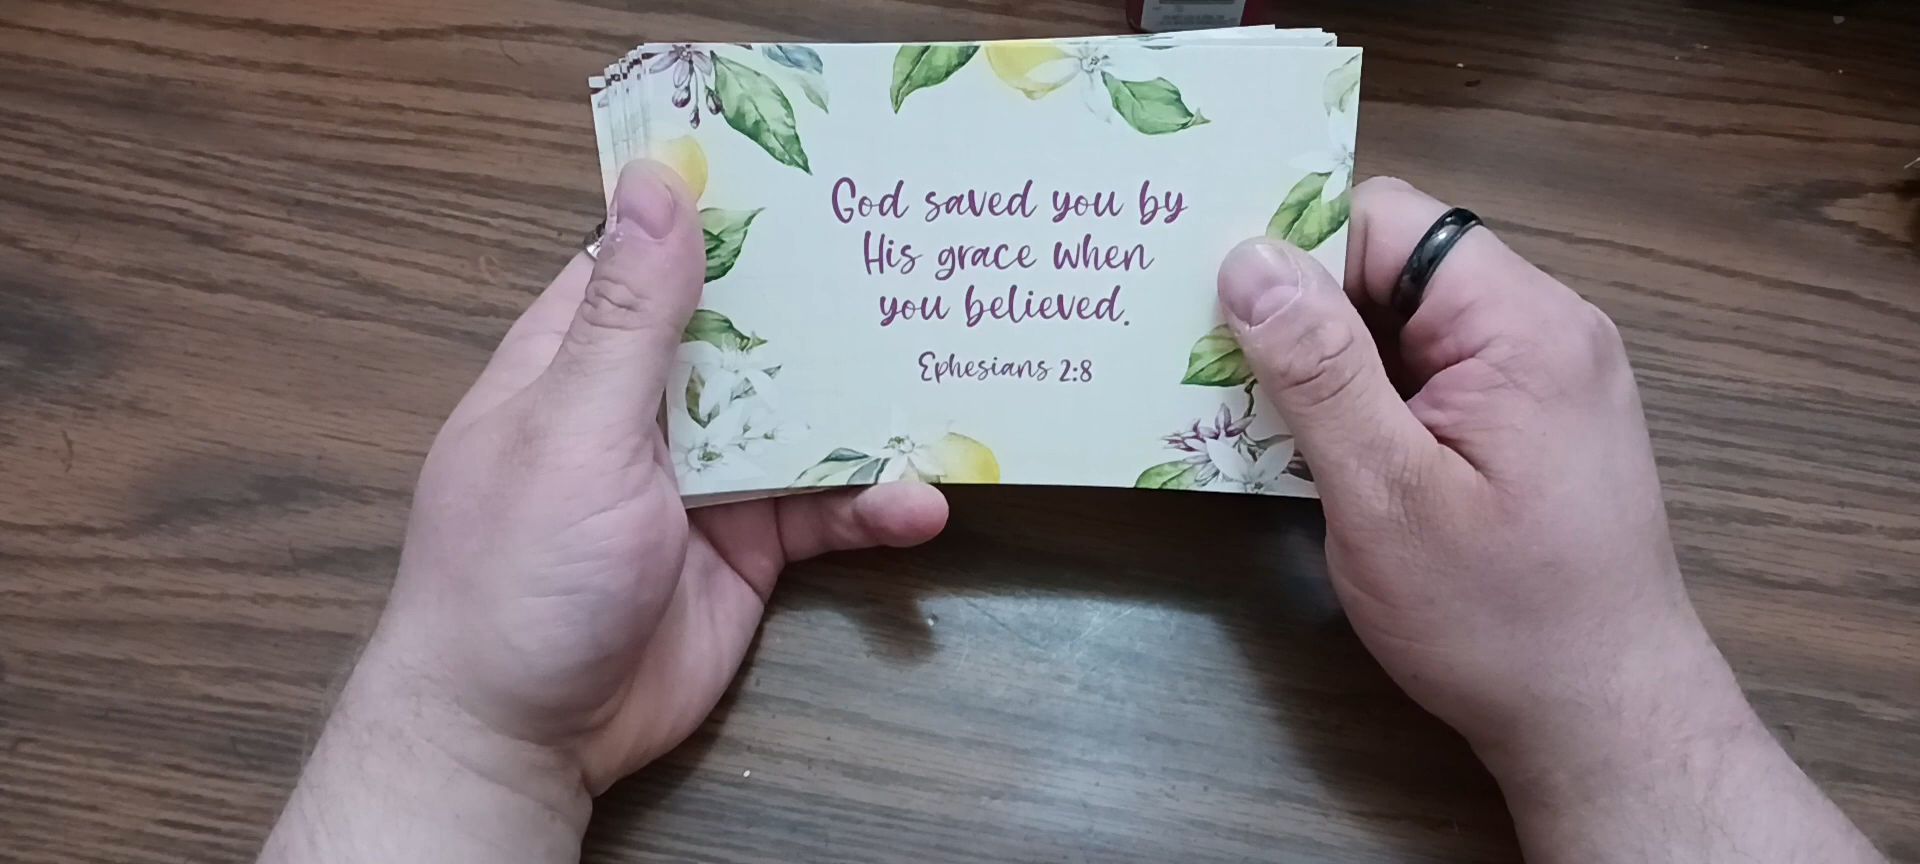 God saved you by
His grace when
you believed.
Ephesians 2:8